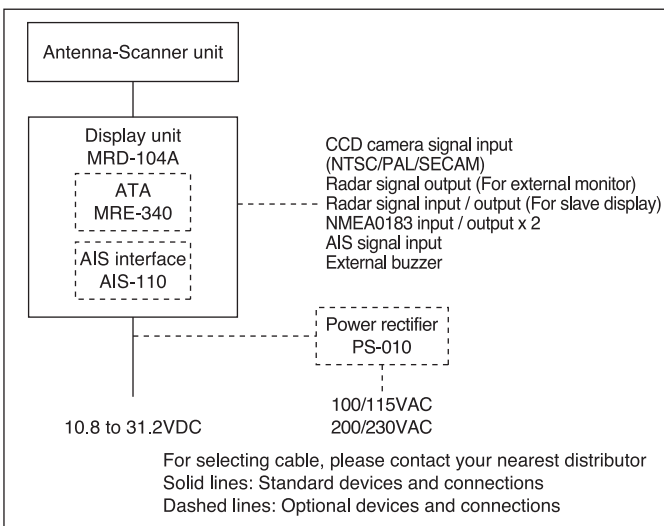 Antenna-Scanner unit
Display unit
MRD-104A
ATA
MRE-340
AIS interface
AIS-110
CCD camera signal input
(NTSC/PAL/SECAM)
Radar signal output (For external monitor)
Radar signal input / output (For slave display)
NMEA0183 input / output x 2
AIS signal input
External buzzer
Power rectifier
PS-010
10.8 to 31.2VDC
100/115VAC
200/230VAC
For selecting cable, please contact your nearest distributor
Solid lines: Standard devices and connections
Dashed lines: Optional devices and connections